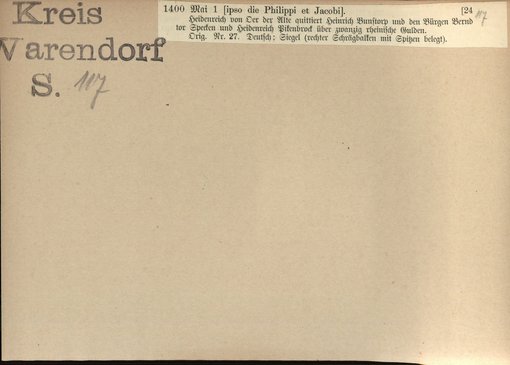 Kreis
Warendorf
S. 117
1400 Mai 1 [ipso die Philippi et Jacobi]. [24
117
Heidenreich von Oer der Alte quittiert Heinrich Bunstorp und den Bürgen Bernd
tor Specken und Heidenreich Pikenbrock über zwanzig rheinische Gulden.
Orig. Nr. 27. Deutsch; Siegel (rechter Schrägbalken mit Spitzen belegt).